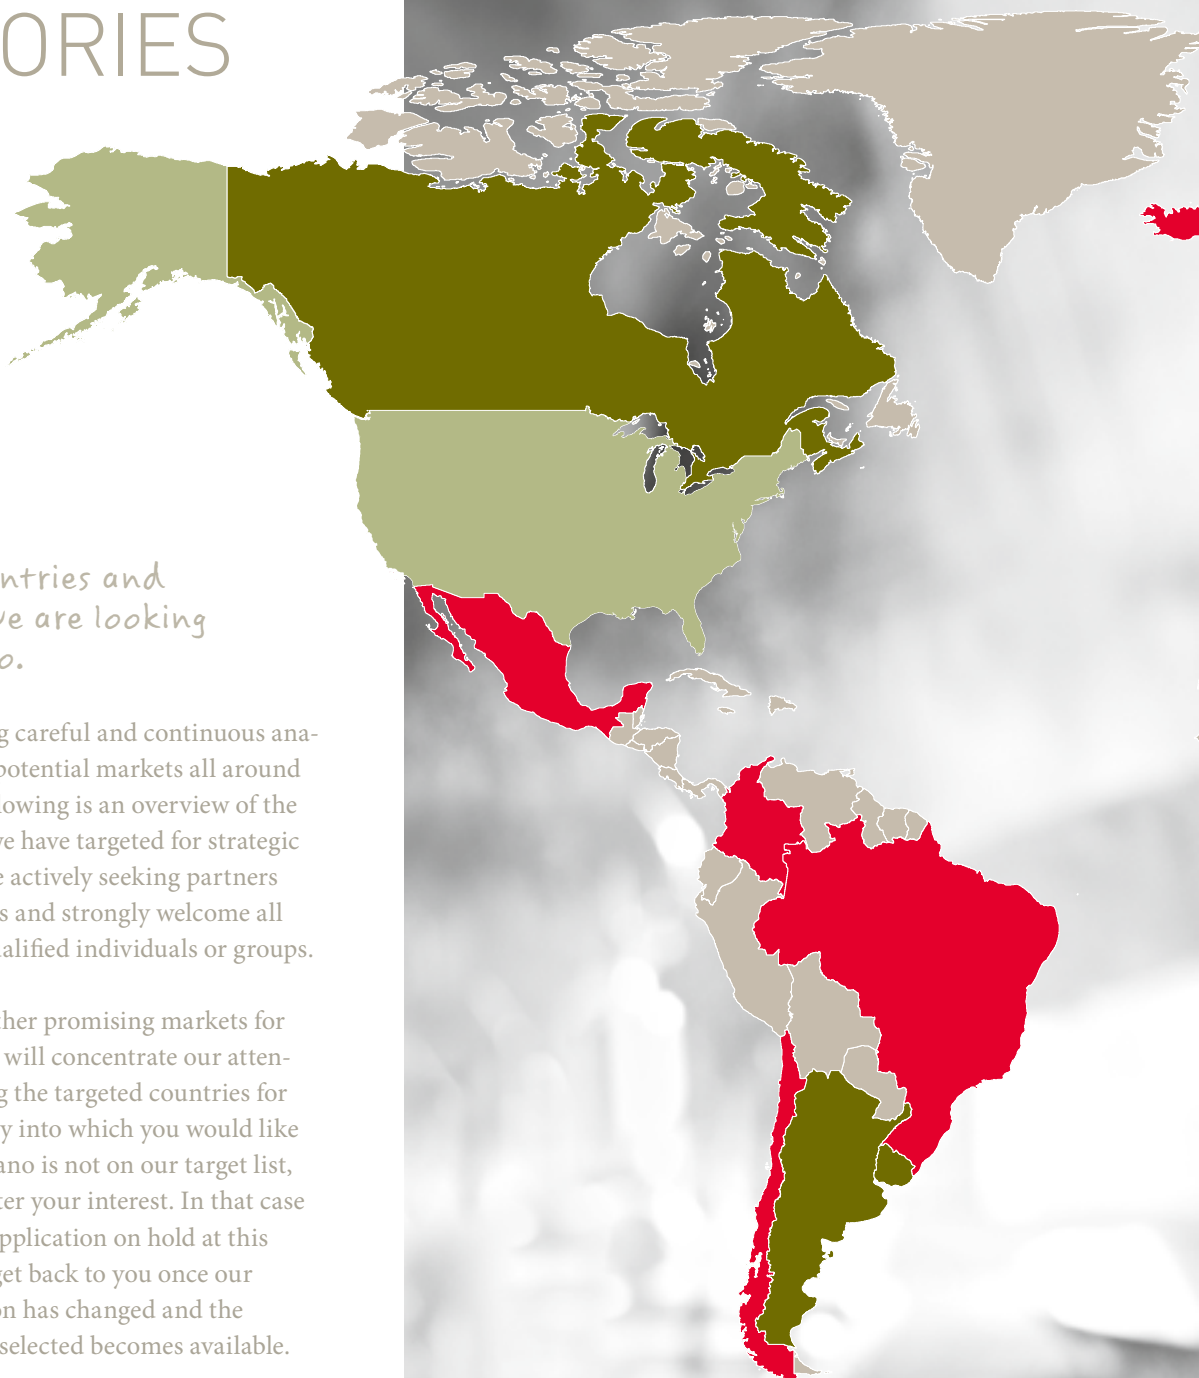 ORIES
ntries and
we are looking
o.
g careful and continuous ana-
potential markets all around
lowing is an overview of the
we have targeted for strategic
e actively seeking partners
s and strongly welcome all
alified individuals or groups.
ther promising markets for
will concentrate our atten-
g the targeted countries for
y into which you would like
ano is not on our target list,
ter your interest. In that case
pplication on hold at this
get back to you once our
on has changed and the
selected becomes available.